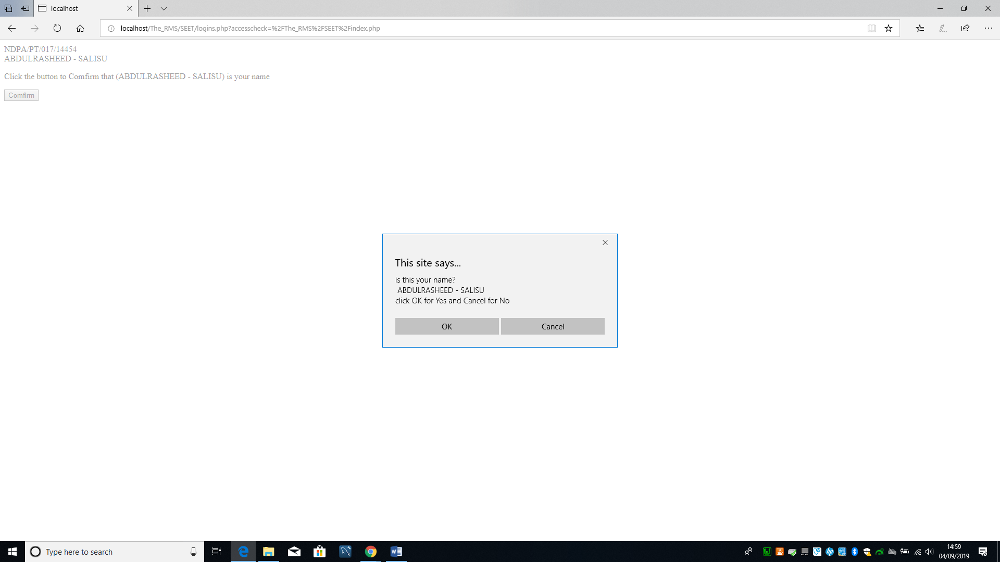 localhost
localhost/The_RMS/SEET/logins.php?accesscheck=%2FThe_RMS%2FSEET%2Findex.php
NDPA/PT/017/14454
ABDULRASHEED - SALISU
Click the button to Comfirm that (ABDULRASHEED - SALISU) is your name
Comfirm
This site says...
is this your name?
ABDULRASHEED - SALISU
click OK for Yes and Cancel for No
OK
Cancel
Type here to search
14:59
04/09/2019